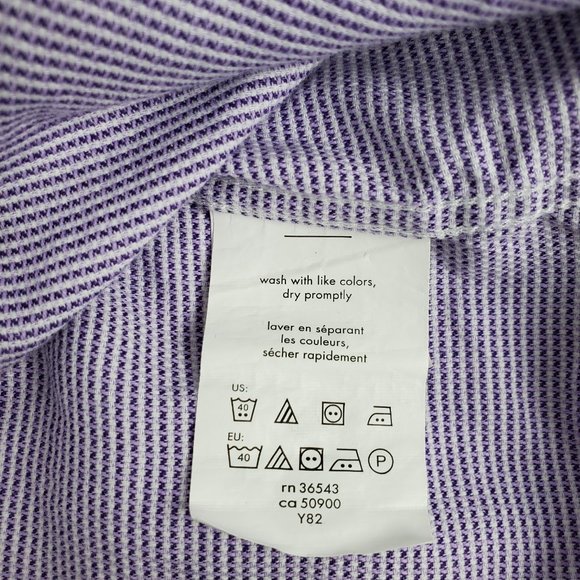 wash with like colors,
dry promptly
laver en séparant
les couleurs,
sécher rapidement
US:
40
EU:
40 P
rn 36543
ca 50900
Y82